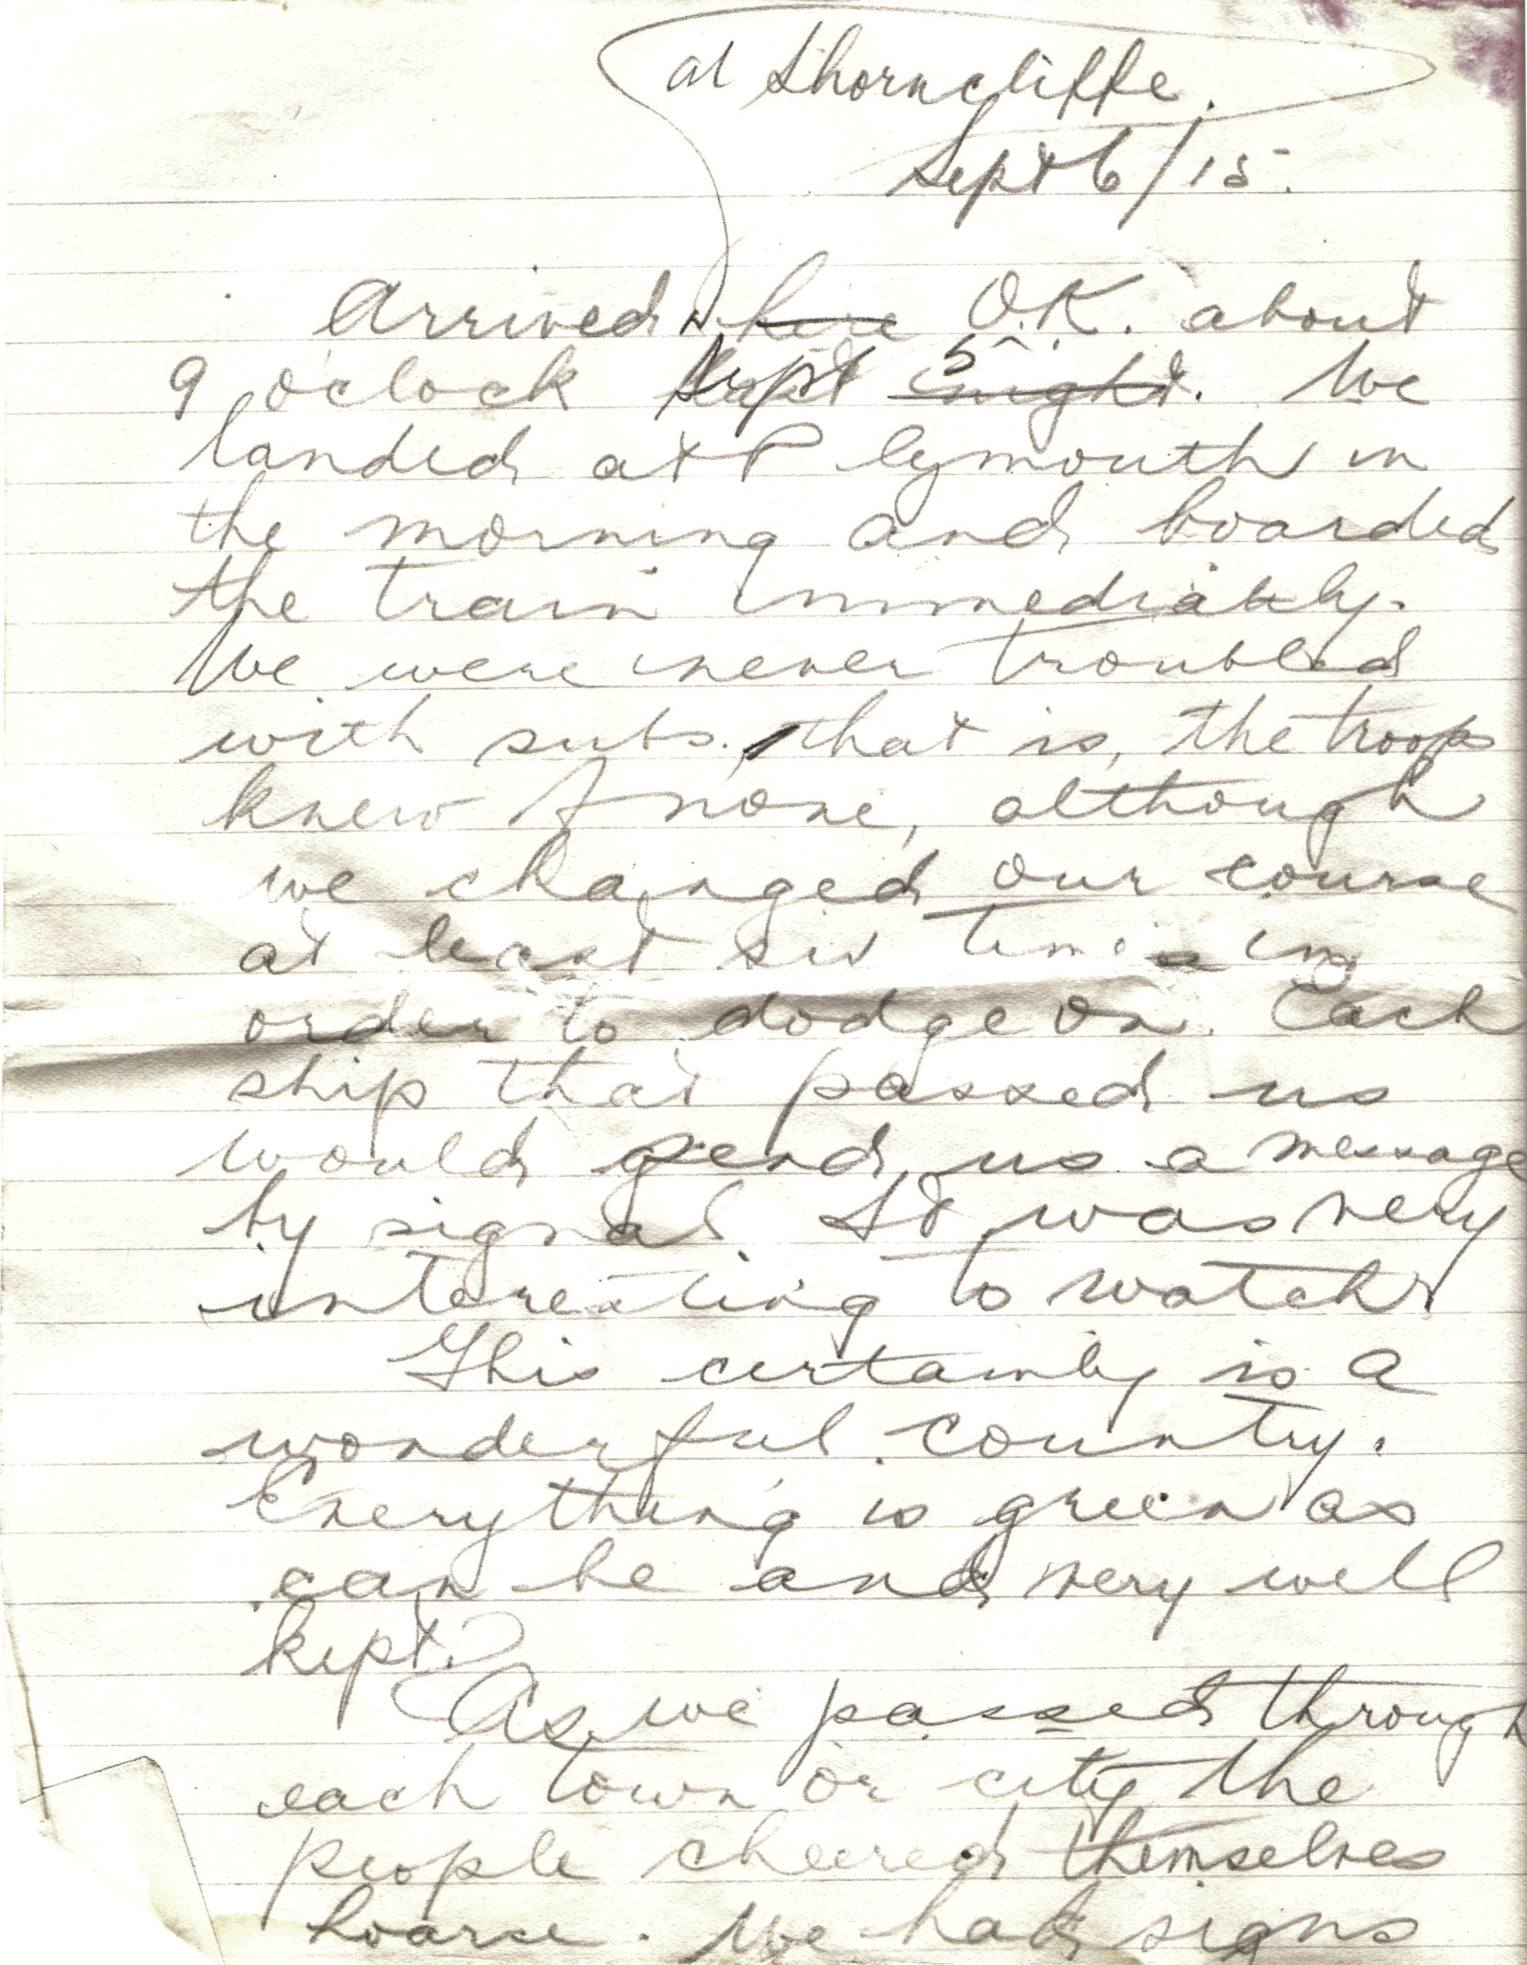 at Shorncliffe.
Sept 6/15.
Arrived here O.K. about
9 o'clock Sept 5 night. We
landed at Plymouth in
the morning and boarded
the train immediately.
We were never troubled
with subs, that is, the troops
knew of none, although
we changed our course
at least six times in
order to dodge on. Each
ship that passed us
would send us a message
by signal. It was very
interesting to watch
This certainly is a
wonderful country.
Everything is green as
can be and very well
kept.
As we passed through
each town or city the
people cheered themselves
hoarse. We had signs